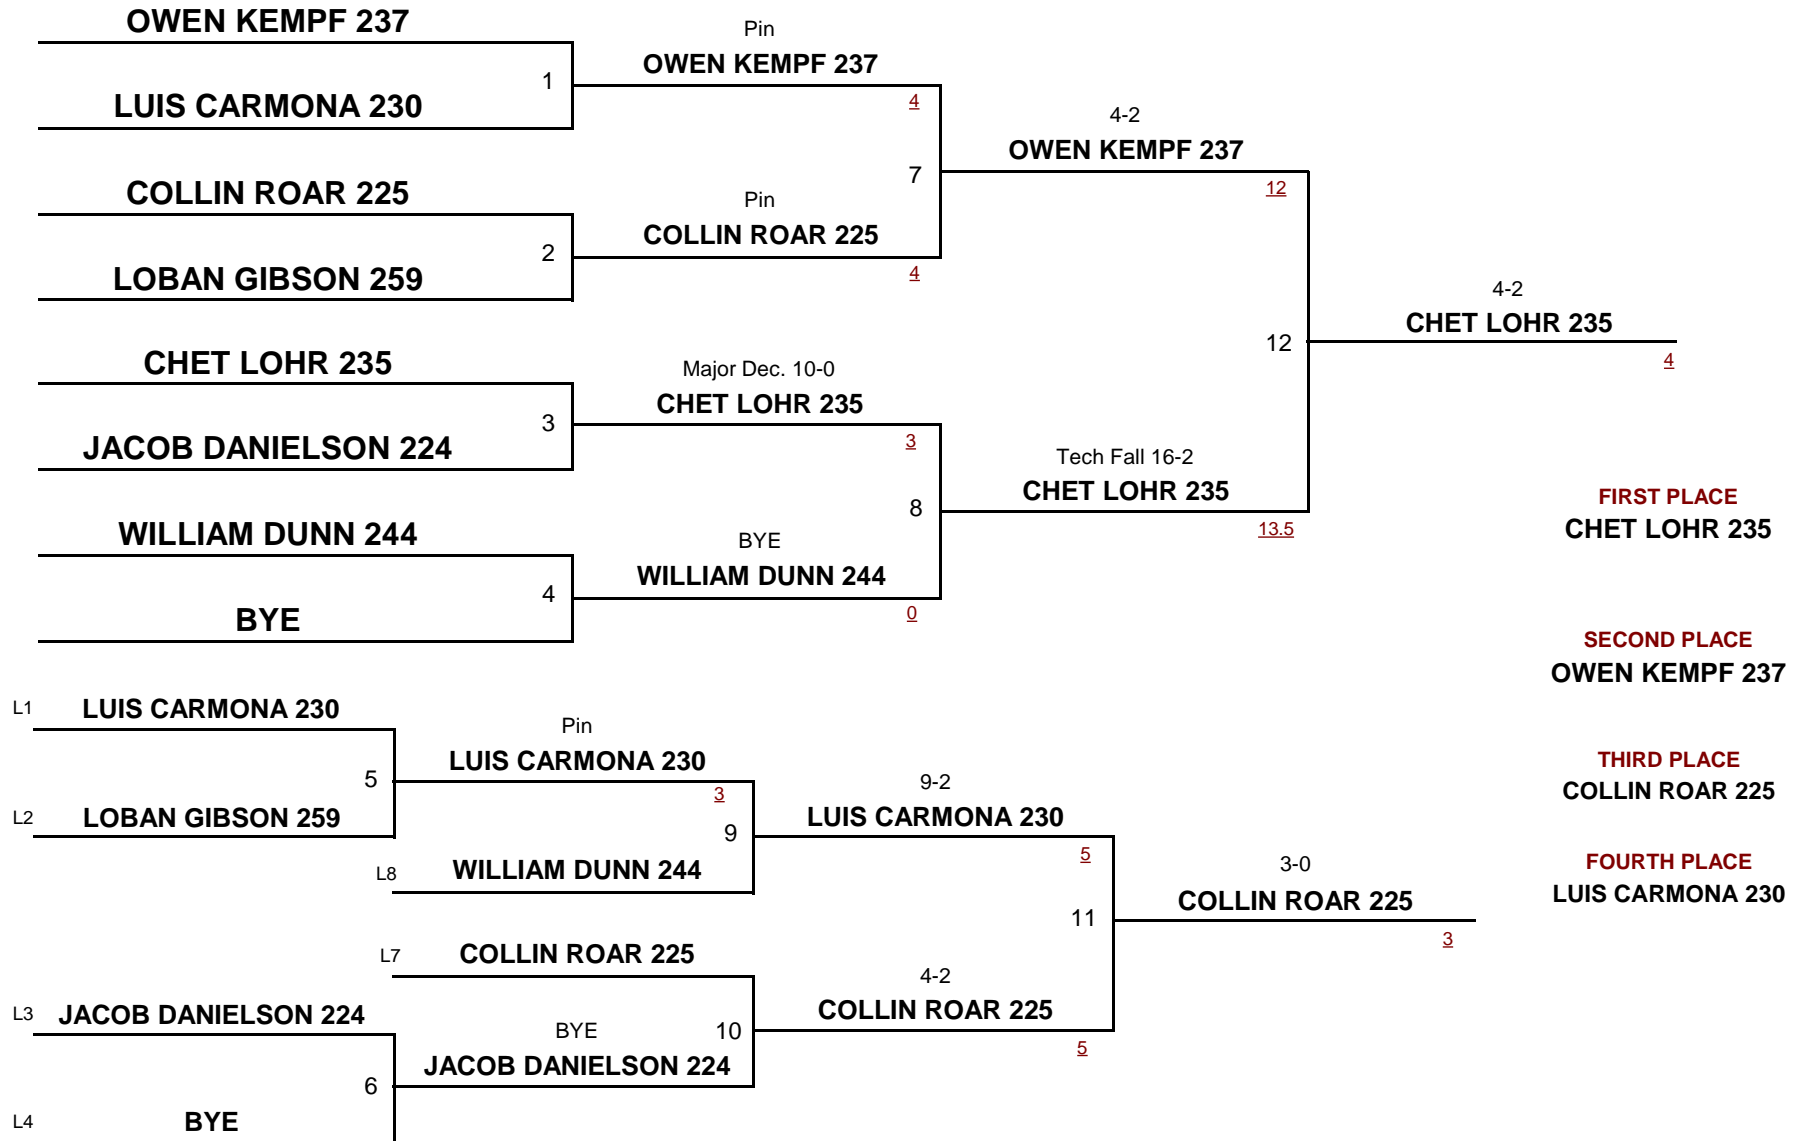 OWEN KEMPF 237
LUIS CARMONA 230
1
Pin
OWEN KEMPF 237
4
COLLIN ROAR 225
LOBAN GIBSON 259
2
Pin
COLLIN ROAR 225
4
7
4-2
OWEN KEMPF 237
12
CHET LOHR 235
JACOB DANIELSON 224
3
Major Dec. 10-0
CHET LOHR 235
3
WILLIAM DUNN 244
BYE
4
BYE
WILLIAM DUNN 244
0
8
Tech Fall 16-2
CHET LOHR 235
13.5
12
4-2
CHET LOHR 235
4
FIRST PLACE
CHET LOHR 235
SECOND PLACE
OWEN KEMPF 237
THIRD PLACE
COLLIN ROAR 225
FOURTH PLACE
LUIS CARMONA 230
L1 LUIS CARMONA 230
L2 LOBAN GIBSON 259
5
Pin
LUIS CARMONA 230
3
L8 WILLIAM DUNN 244
9
9-2
LUIS CARMONA 230
5
L7 COLLIN ROAR 225
L3 JACOB DANIELSON 224
L4 BYE
6
BYE
JACOB DANIELSON 224
10
4-2
COLLIN ROAR 225
5
11
3-0
COLLIN ROAR 225
3